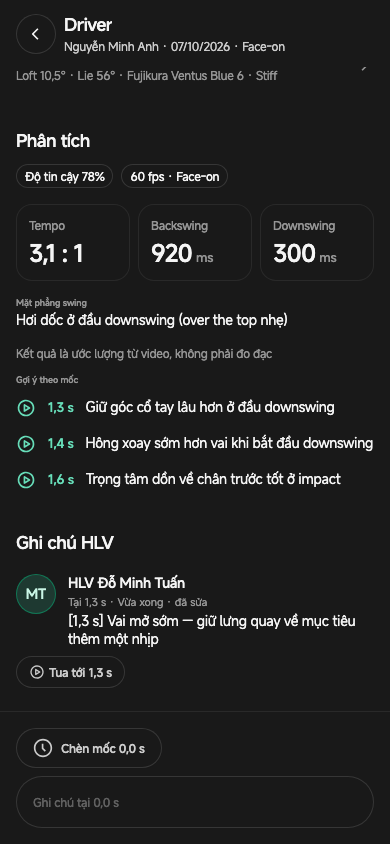 Driver
Nguyễn Minh Anh · 07/10/2026 · Face-on
Loft 10,5° · Lie 56° · Fujikura Ventus Blue 6 · Stiff
Phân tích
Độ tin cậy 78%
60 fps · Face-on
Tempo
3,1 : 1
Backswing
920 ms
Downswing
300 ms
Mặt phẳng swing
Hơi dốc ở đầu downswing (over the top nhẹ)
Kết quả là ước lượng từ video, không phải đo đạc
Gợi ý theo mốc
1,3 s Giữ góc cổ tay lâu hơn ở đầu downswing
1,4 s Hông xoay sớm hơn vai khi bắt đầu downswing
1,6 s Trọng tâm dồn về chân trước tốt ở impact
Ghi chú HLV
MT
HLV Đỗ Minh Tuấn
Tại 1,3 s · Vừa xong · đã sửa
[1,3 s] Vai mở sớm — giữ lưng quay về mục tiêu
thêm một nhịp
Tua tới 1,3 s
Chèn mốc 0,0 s
Ghi chú tại 0,0 s